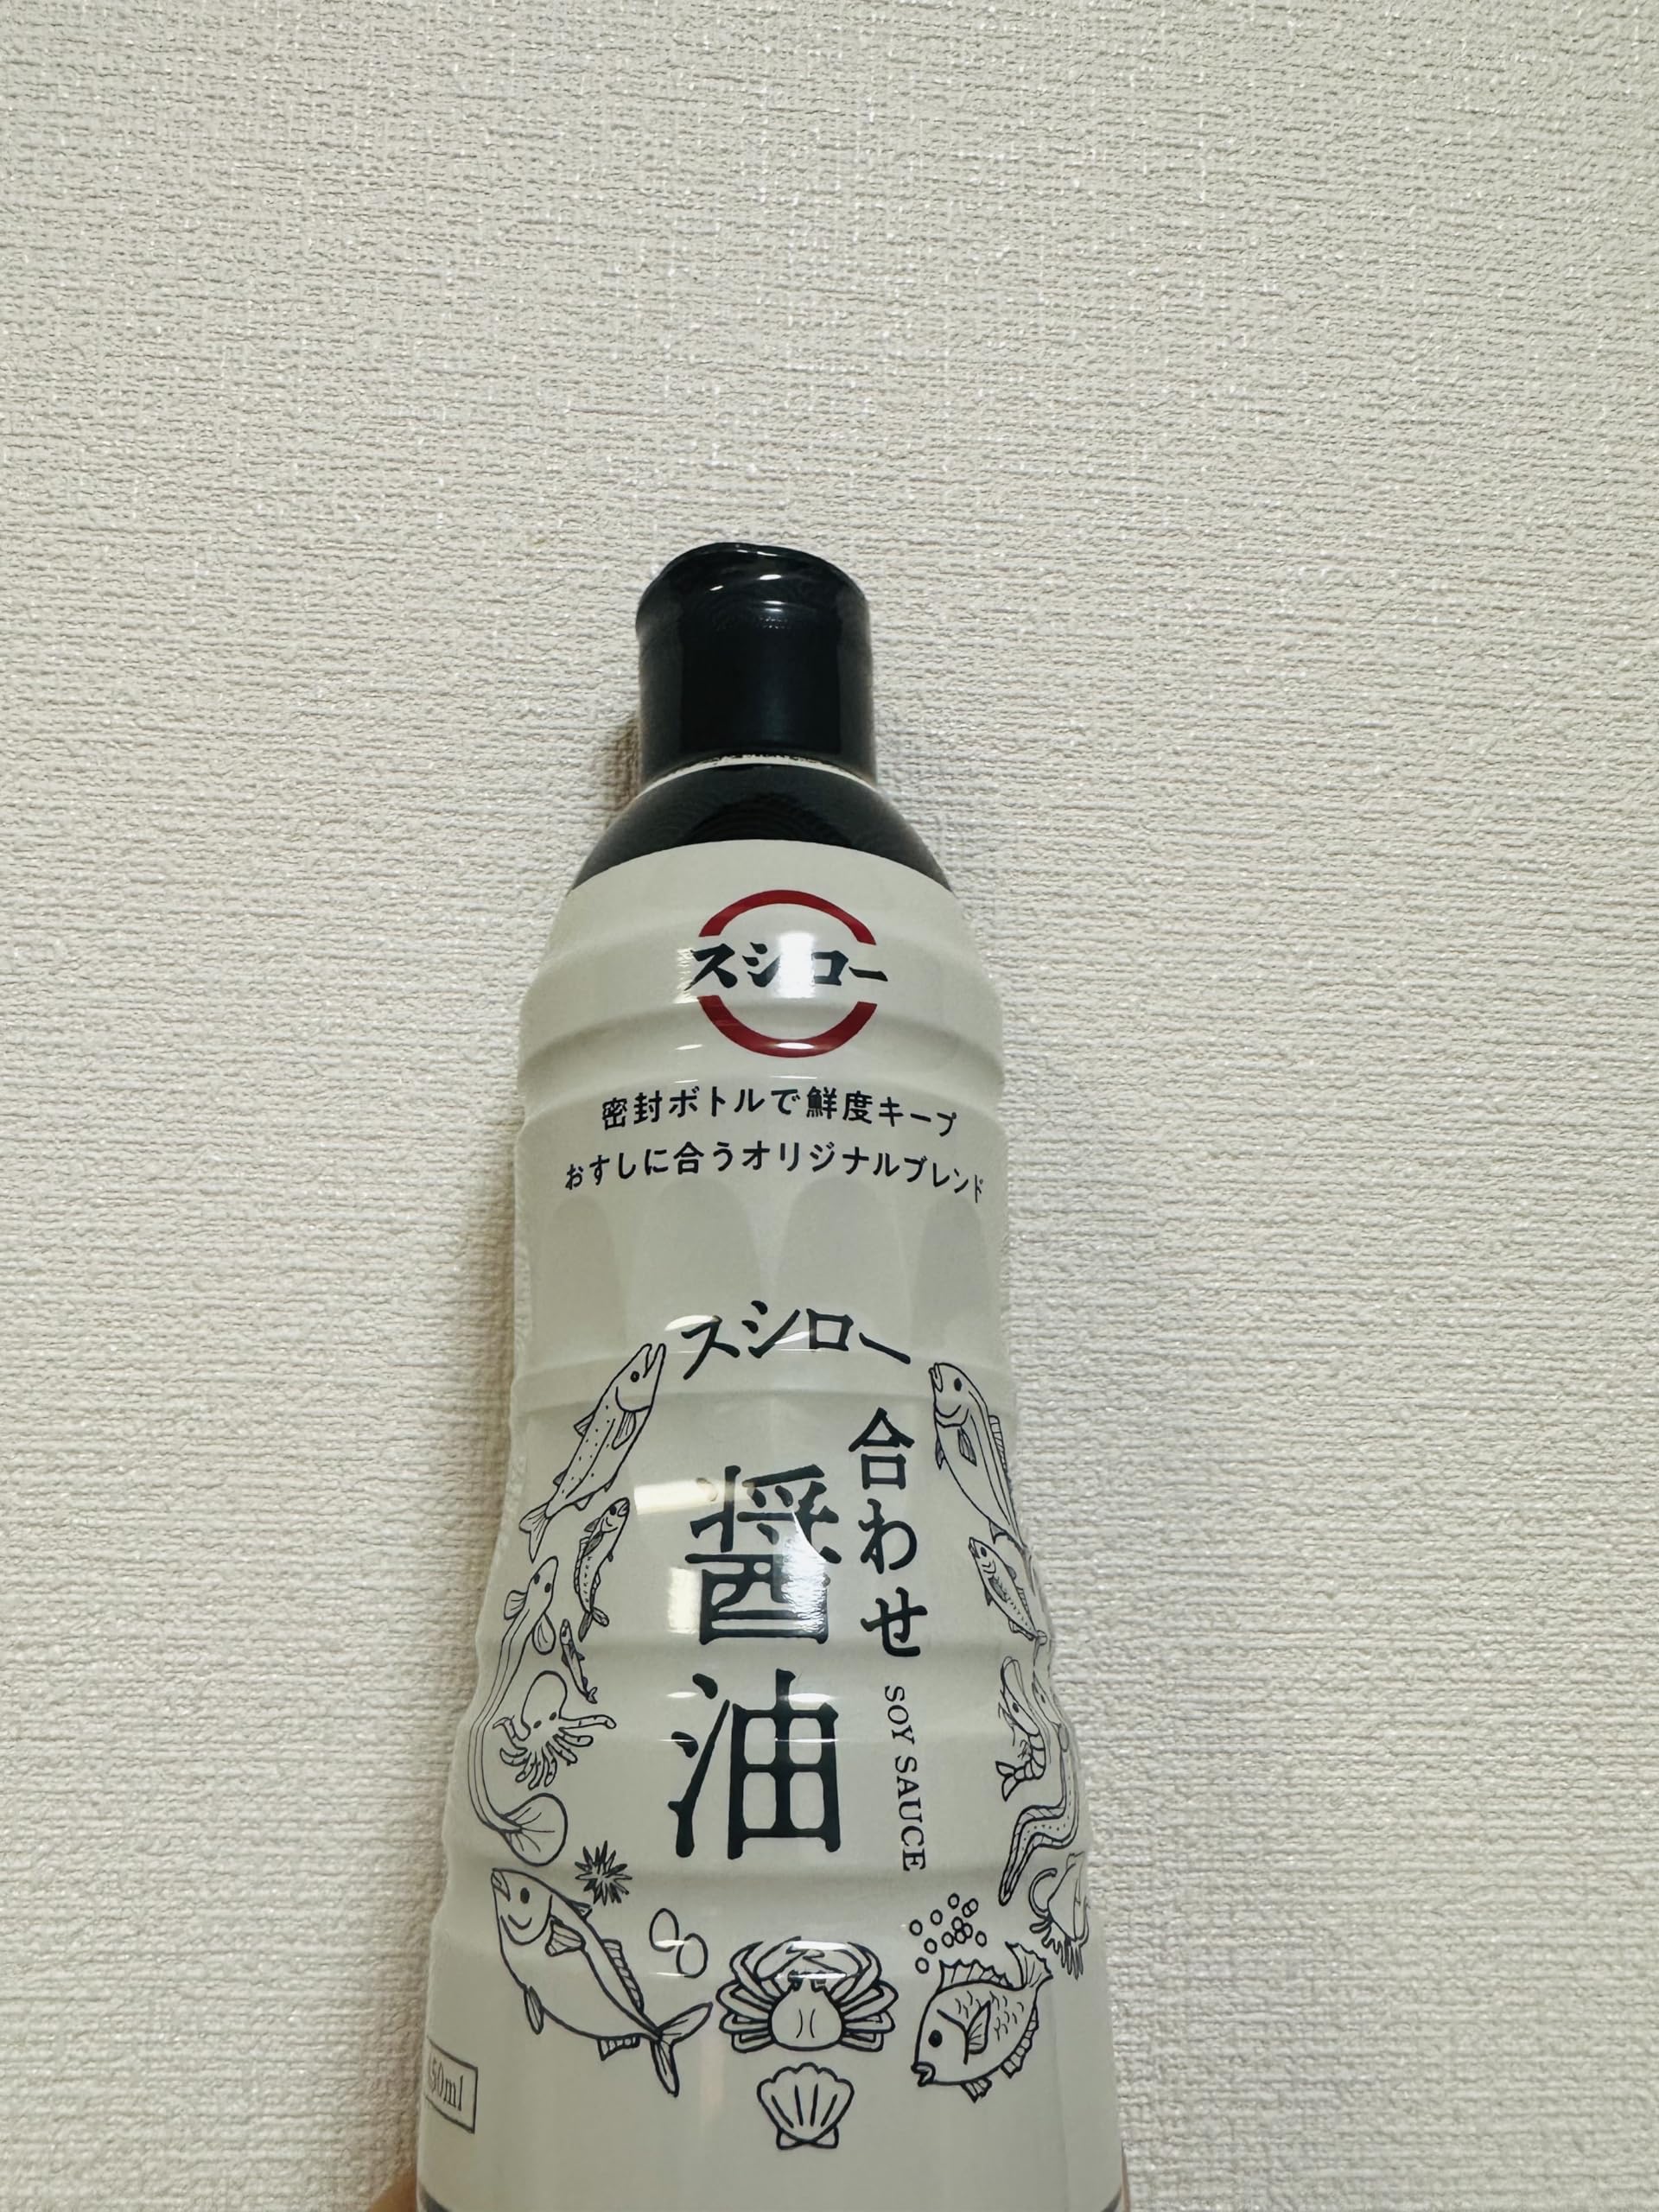 スシロー
密封ボトルで鮮度キープ
おすしに合うオリジナルブレンド
スシロー
合わせ
醤油
SOY SAUCE